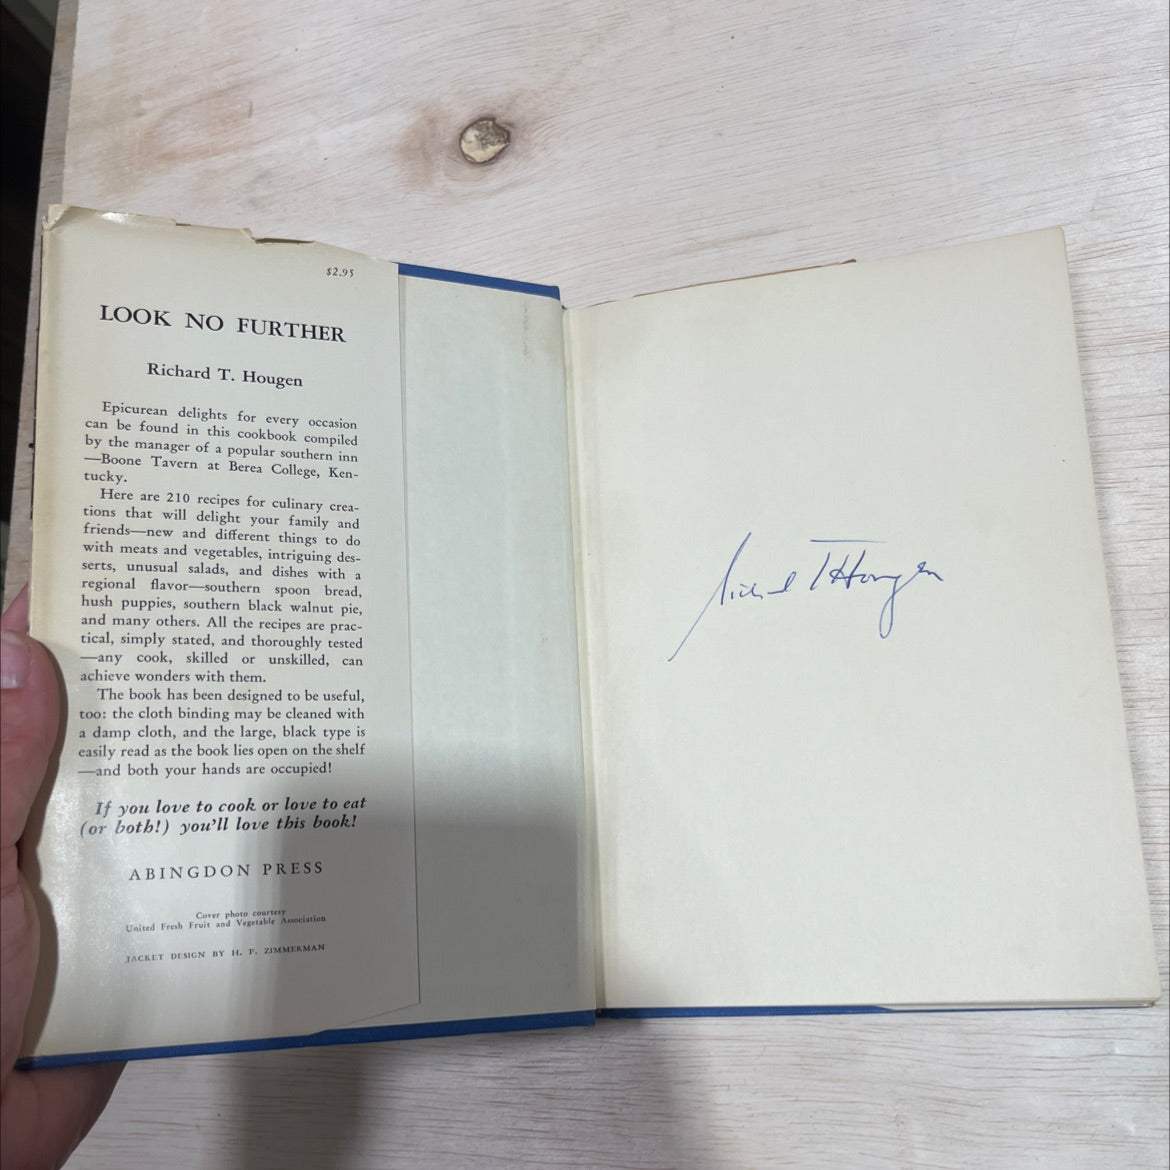 $2.95
LOOK NO FURTHER
Richard T. Hougen
Epicurean delights for every occasion
can be found in this cookbook compiled
by the manager of a popular southern inn
—Boone Tavern at Berea College, Ken-
tucky.
Here are 210 recipes for culinary crea-
tions that will delight your family and
friends—new and different things to do
with meats and vegetables, intriguing des-
serts, unusual salads, and dishes with a
regional flavor—southern spoon bread,
hush puppies, southern black walnut pie,
and many others. All the recipes are prac-
tical, simply stated, and thoroughly tested
—any cook, skilled or unskilled, can
achieve wonders with them.
The book has been designed to be useful,
too: the cloth binding may be cleaned with
a damp cloth, and the large, black type is
easily read as the book lies open on the shelf
—and both your hands are occupied!
If you love to cook or love to eat
(or both!) you'll love this book!
ABINGDON PRESS
Cover photo courtesy
United Fresh Fruit and Vegetable Association
JACKET DESIGN BY H. F. ZIMMERMAN
Richard T Hougen